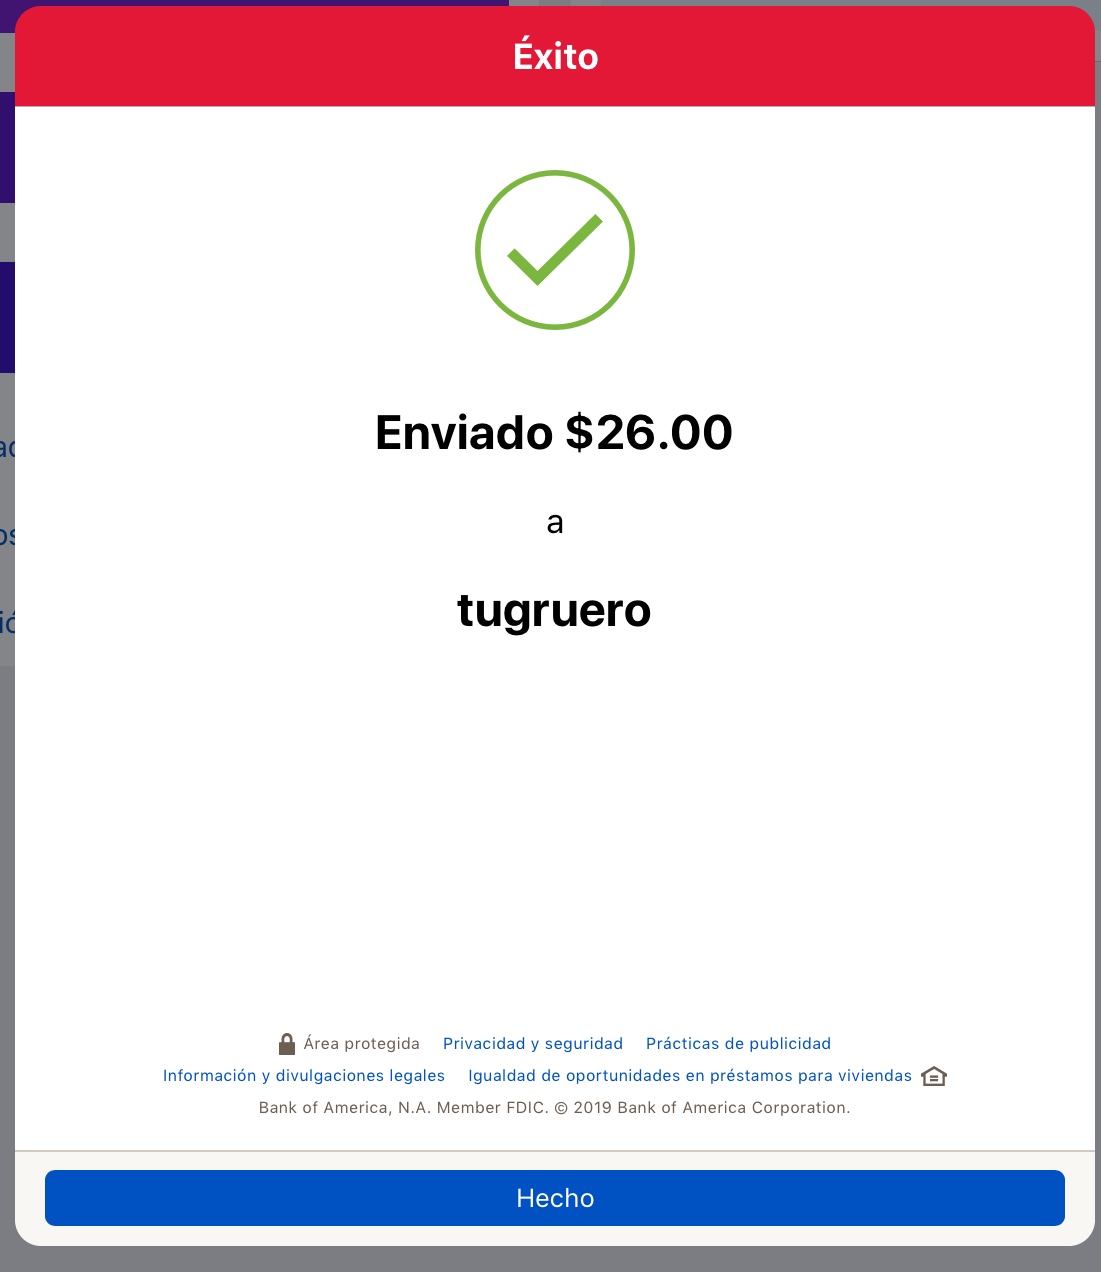 Éxito
Enviado $26.00
a
tugruero
Área protegida Privacidad y seguridad Prácticas de publicidad
Información y divulgaciones legales Igualdad de oportunidades en préstamos para viviendas
Bank of America, N.A. Member FDIC. © 2019 Bank of America Corporation.
Hecho